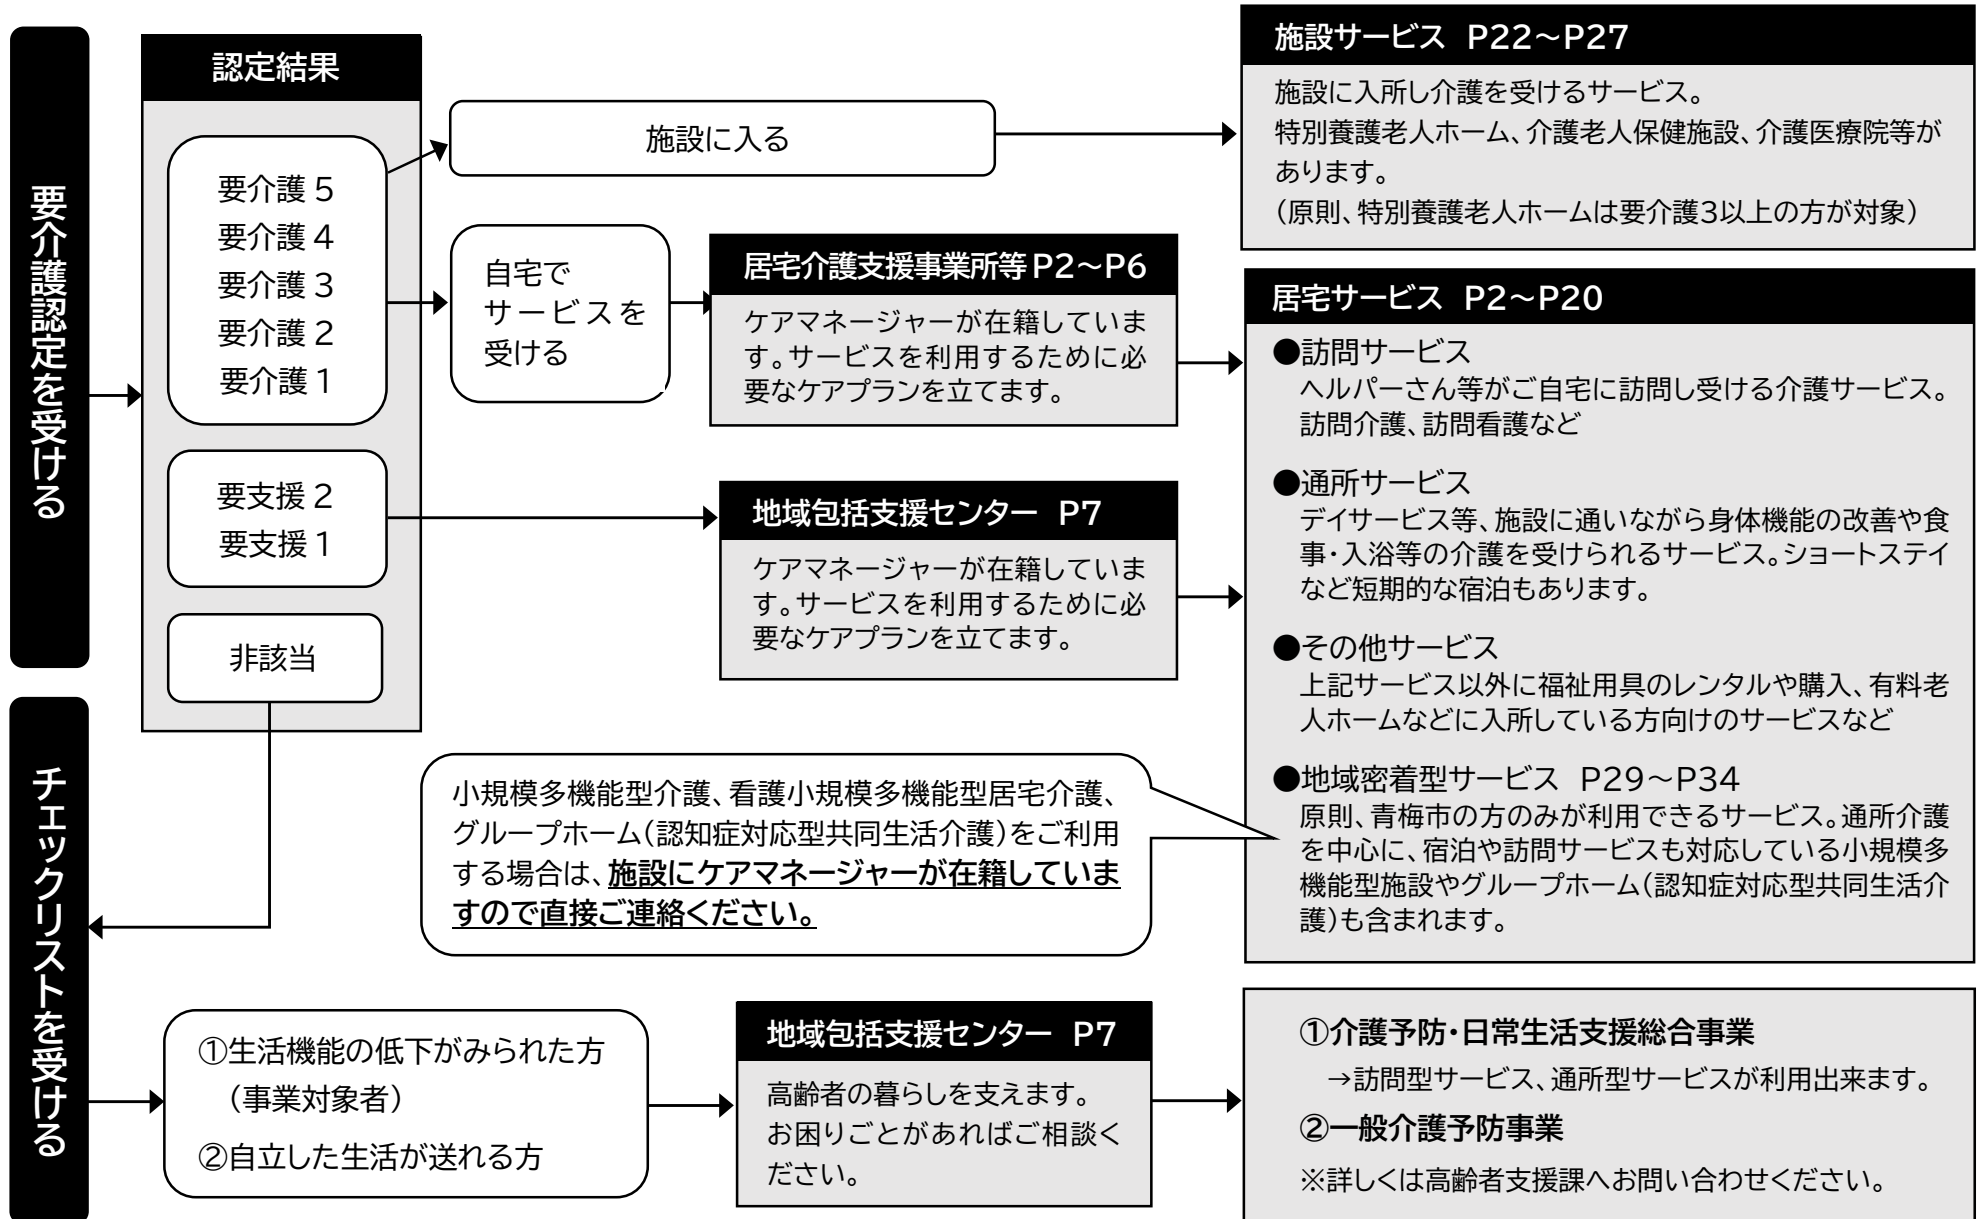 要介護認定を受ける
認定結果
要介護 5
要介護 4
要介護 3
要介護 2
要介護 1
要支援 2
要支援 1
非該当
施設に入る
自宅で
サービスを
受ける
居宅介護支援事業所等 P2～P6
ケアマネージャーが在籍していま
す。サービスを利用するために必
要なケアプランを立てます。
地域包括支援センター P7
ケアマネージャーが在籍していま
す。サービスを利用するために必
要なケアプランを立てます。
施設サービス P22～P27
施設に入所し介護を受けるサービス。
特別養護老人ホーム、介護老人保健施設、介護医療院等が
あります。
（原則、特別養護老人ホームは要介護3以上の方が対象）
居宅サービス P2～P20
●訪問サービス
ヘルパーさん等がご自宅に訪問し受ける介護サービス。
訪問介護、訪問看護など
●通所サービス
デイサービス等、施設に通いながら身体機能の改善や食
事・入浴等の介護を受けられるサービス。ショートステイ
など短期的な宿泊もあります。
●その他サービス
上記サービス以外に福祉用具のレンタルや購入、有料老
人ホームなどに入所している方向けのサービスなど
●地域密着型サービス P29～P34
原則、青梅市の方のみが利用できるサービス。通所介護
を中心に、宿泊や訪問サービスも対応している小規模多
機能型施設やグループホーム（認知症対応型共同生活介
護）も含まれます。
小規模多機能型介護、看護小規模多機能型居宅介護、
グループホーム（認知症対応型共同生活介護）をご利用
する場合は、施設にケアマネージャーが在籍していま
すので直接ご連絡ください。
チェックリストを受ける
①生活機能の低下がみられた方
（事業対象者）
②自立した生活が送れる方
地域包括支援センター P7
高齢者の暮らしを支えます。
お困りごとがあればご相談く
ださい。
①介護予防・日常生活支援総合事業
→訪問型サービス、通所型サービスが利用出来ます。
②一般介護予防事業
※詳しくは高齢者支援課へお問い合わせください。